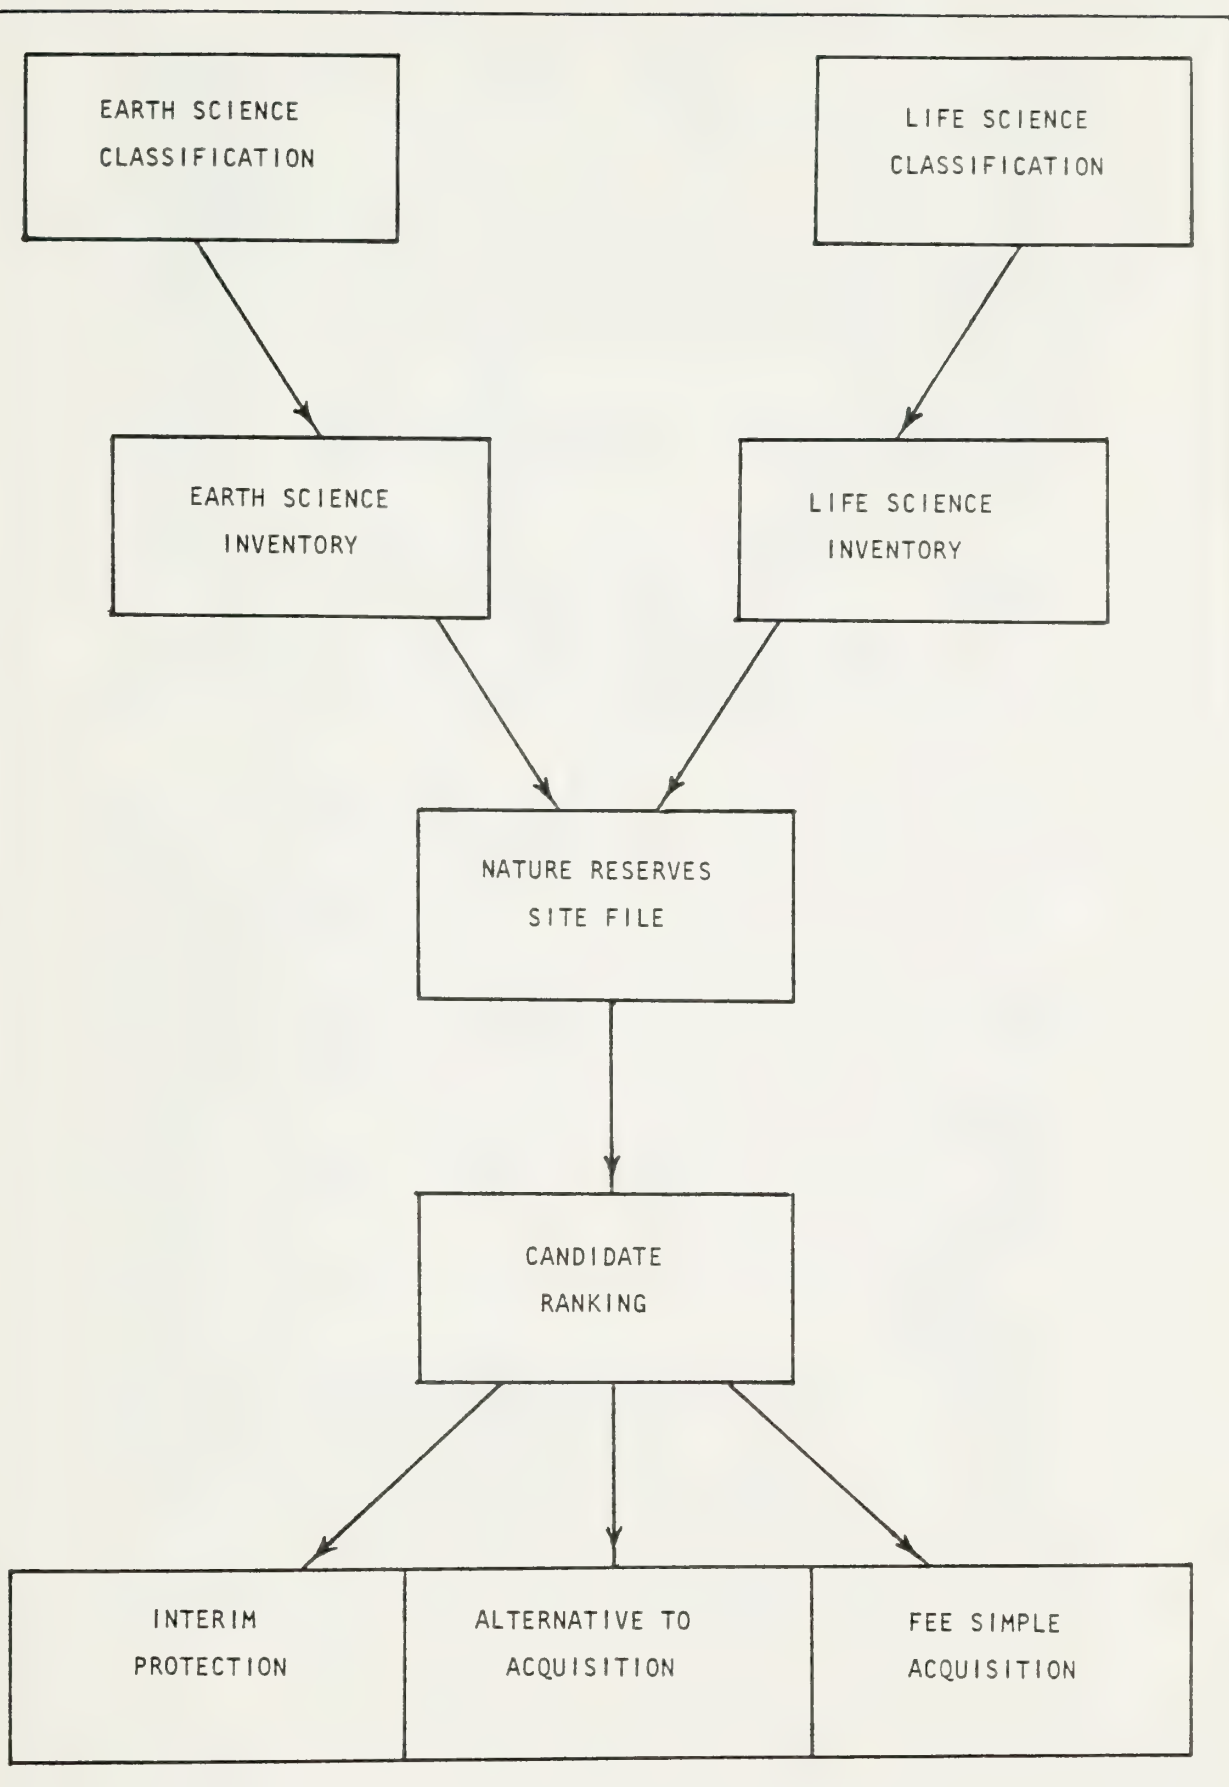 EARTH SCIENCE
CLASSIFICATION
LIFE SCIENCE
CLASSIFICATION
EARTH SCIENCE
INVENTORY
LIFE SCIENCE
INVENTORY
NATURE RESERVES
SITE FILE
CANDIDATE
RANKING
INTERIM
PROTECTION
ALTERNATIVE TO
ACQUISITION
FEE SIMPLE
ACQUISITION